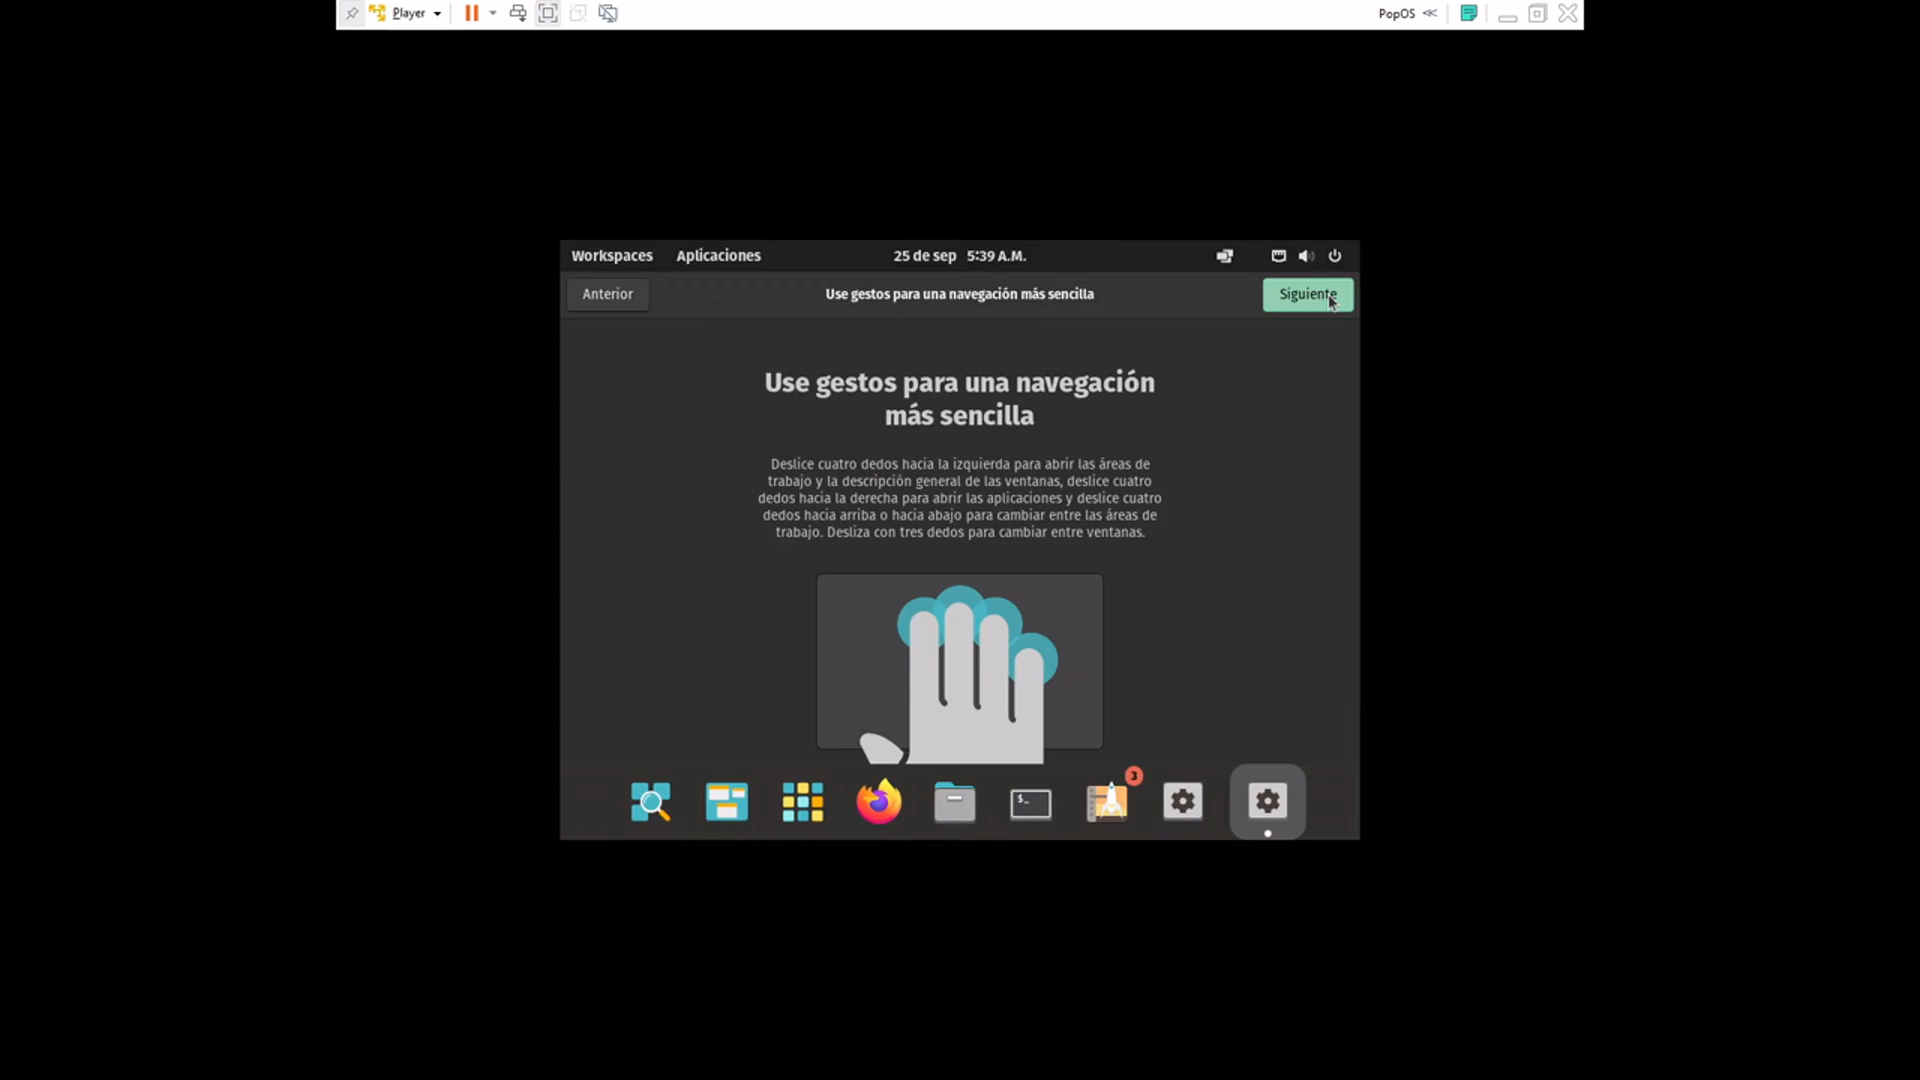 Player
PopOS
Workspaces Aplicaciones 25 de sep 5:39 A.M.
Anterior Use gestos para una navegación más sencilla Siguiente
Use gestos para una navegación
más sencilla
Deslice cuatro dedos hacia la izquierda para abrir las áreas de
trabajo y la descripción general de las ventanas, deslice cuatro
dedos hacia la derecha para abrir las aplicaciones y deslice cuatro
dedos hacia arriba o hacia abajo para cambiar entre las áreas de
trabajo. Desliza con tres dedos para cambiar entre ventanas.
3
$_